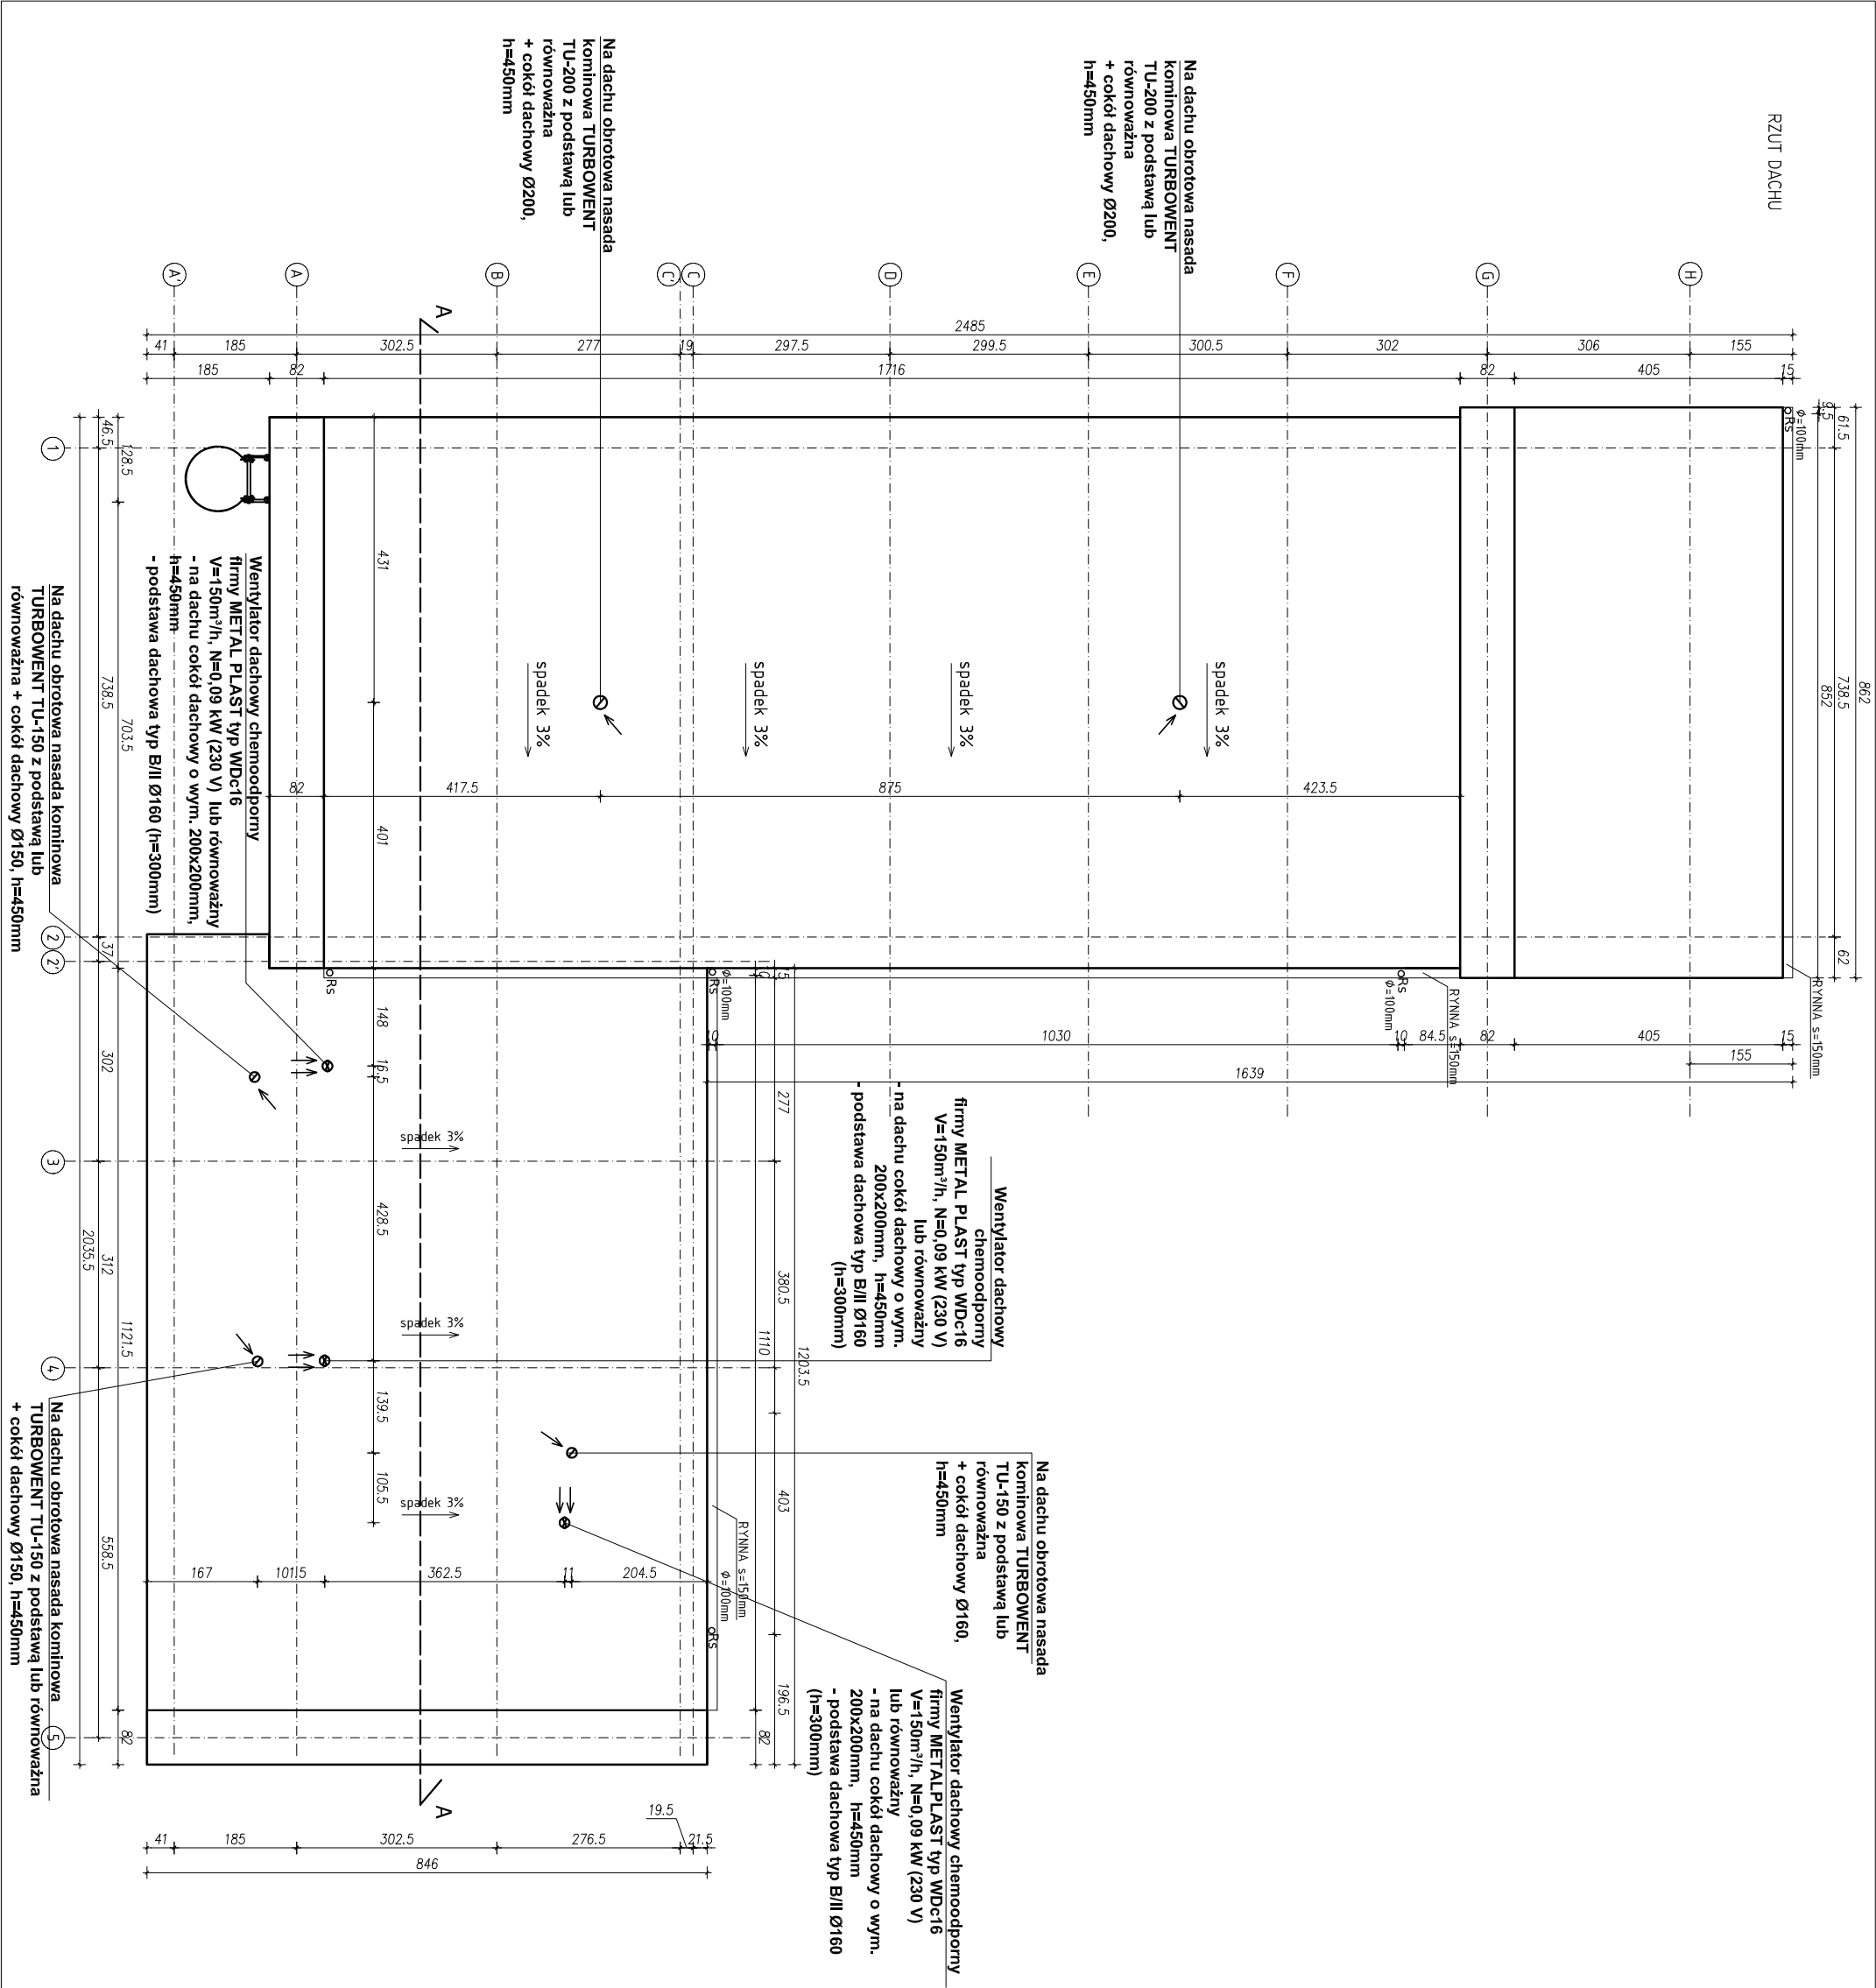 RZUT DACHU
Na dachu obrotowa nasada
kominowa TURBOWENT
TU-200 z podstawą lub
równoważna
+ cokół dachowy Ø200,
h=450mm
Na dachu obrotowa nasada
kominowa TURBOWENT
TU-200 z podstawą lub
równoważna
+ cokół dachowy Ø200,
h=450mm
A'
A
B
C'
C
D
E
F
G
H
2485
41
185
302.5
277
19
297.5
299.5
300.5
302
306
155
185
82
1716
82
405
15
A
862
61.5
738.5
62
9.5
852
Rs
Φ=100mm
RYNNA s=150mm
431
401
148
16.5
428.5
139.5
105.5
spadek 3%
spadek 3%
spadek 3%
spadek 3%
82
417.5
875
423.5
Rs
Rs
Φ=100mm
Rs
Φ=100mm
RYNNA s=150mm
10
1030
10
84.5
82
405
15
155
1639
Wentylator dachowy chemoodporny
firmy METAL PLAST typ WDc16
V=150m³/h, N=0,09 kW (230 V) lub równoważny
- na dachu cokół dachowy o wym. 200x200mm,
h=450mm
- podstawa dachowa typ B/II Ø160 (h=300mm)
Na dachu obrotowa nasada kominowa
TURBOWENT TU-150 z podstawą lub
równoważna + cokół dachowy Ø150, h=450mm
Wentylator dachowy
chemoodporny
firmy METAL PLAST typ WDc16
V=150m³/h, N=0,09 kW (230 V)
lub równoważny
- na dachu cokół dachowy o wym.
200x200mm, h=450mm
- podstawa dachowa typ B/II Ø160
(h=300mm)
Na dachu obrotowa nasada
kominowa TURBOWENT
TU-150 z podstawą lub
równoważna
+ cokół dachowy Ø160,
h=450mm
Wentylator dachowy chemoodporny
firmy METALPLAST typ WDc16
V=150m³/h, N=0,09 kW (230 V)
lub równoważny
- na dachu cokół dachowy o wym.
200x200mm, h=450mm
- podstawa dachowa typ B/II Ø160
(h=300mm)
Na dachu obrotowa nasada kominowa
TURBOWENT TU-150 z podstawą lub równoważna
+ cokół dachowy Ø150, h=450mm
spadek 3%
spadek 3%
spadek 3%
15
10
277
380.5
403
196.5
1110
82
1203.5
RYNNA s=150mm
Φ=100mm
Rs
167
101.5
362.5
11
204.5
128.5
703.5
1121.5
82
46.5
738.5
37
302
312
558.5
2035.5
1
2
2'
3
4
5
A
41
185
302.5
276.5
19.5
21.5
846